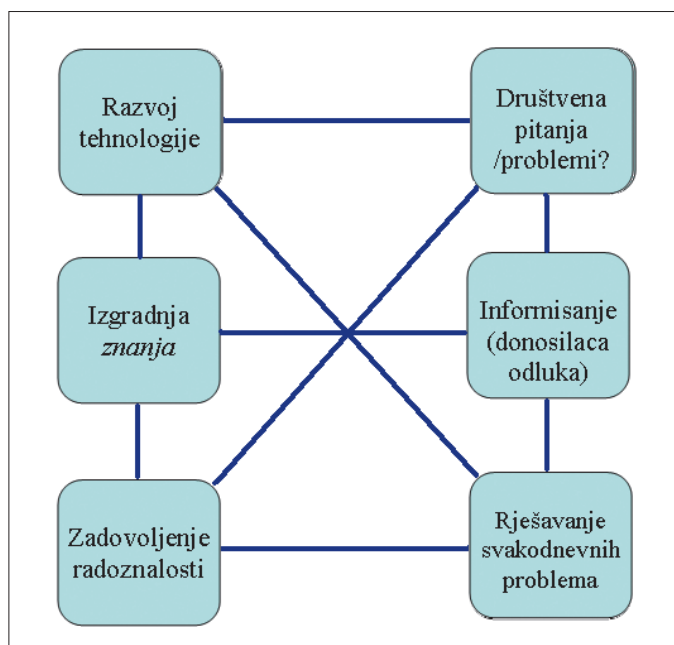 Razvoj
tehnologije
Društvena
pitanja
/problemi?
Izgradnja
znanja
Informisanje
(donosilaca
odluka)
Zadovoljenje
radoznalosti
Rješavanje
svakodnevnih
problema